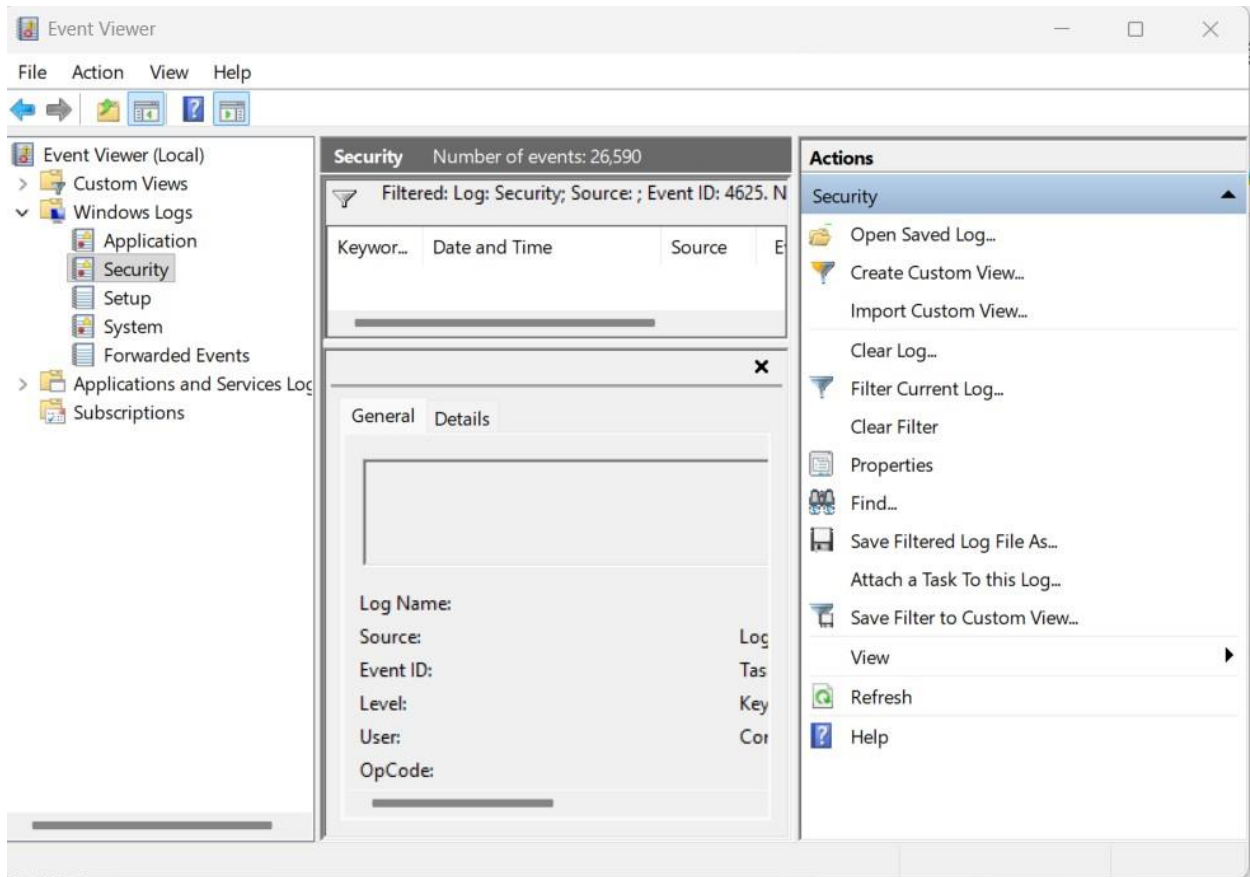 Event Viewer
File Action View Help
Event Viewer (Local)
Custom Views
Windows Logs
Application
Security
Setup
System
Forwarded Events
Applications and Services Log
Subscriptions
Security Number of events: 26,590
Filtered: Log: Security; Source: ; Event ID: 4625. N
Keywor... Date and Time Source
General Details
Log Name:
Source: Log
Event ID: Tas
Level: Key
User: Cor
OpCode:
Actions
Security
Open Saved Log...
Create Custom View...
Import Custom View...
Clear Log...
Filter Current Log...
Clear Filter
Properties
Find...
Save Filtered Log File As...
Attach a Task To this Log...
Save Filter to Custom View...
View
Refresh
Help